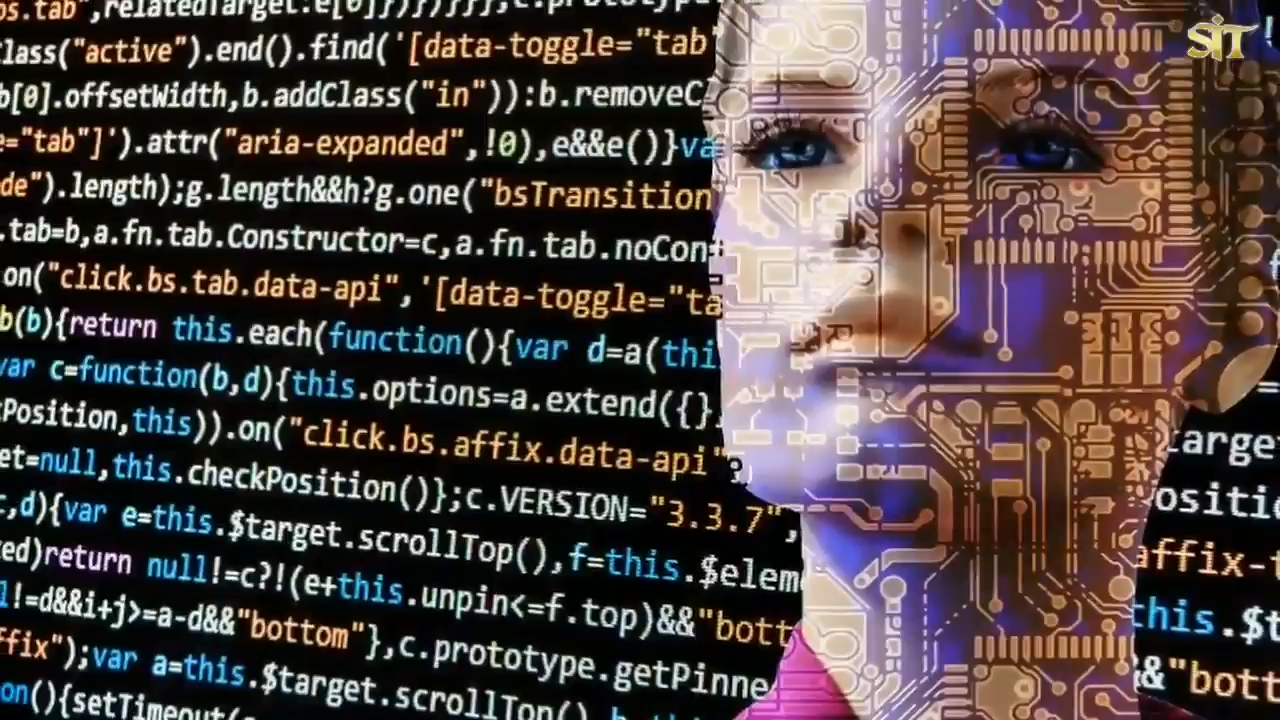 bs.tab",relatedTarget:e[0]})})}}},c.prototype
SiT
lass("active").end().find('[data-toggle="tab"
b[0].offsetWidth,b.addClass("in")):b.removeC
e="tab"]').attr("aria-expanded",!0),e&&e()}va
de").length);g.length&&h?g.one("bsTransition
.tab=b,a.fn.tab.Constructor=c,a.fn.tab.noCon
on("click.bs.tab.data-api",'[data-toggle="ta
b(b){return this.each(function(){var d=a(thi
var c=function(b,d){this.options=a.extend({},
Position,this)).on("click.bs.affix.data-api"
targe
et=null,this.checkPosition()};c.VERSION="3.3.7",
ositi
c,d){var e=this.$target.scrollTop(),f=this.$elem
affix-t
ed)return null!=c?!(e+this.unpin<=f.top)&&"bott
this.$t
l!=d&&i+j>=a-d&&"bottom"},c.prototype.getPinne
&"bott
ffix");var a=this.$target.scrollTop()
on(){setTimeout(